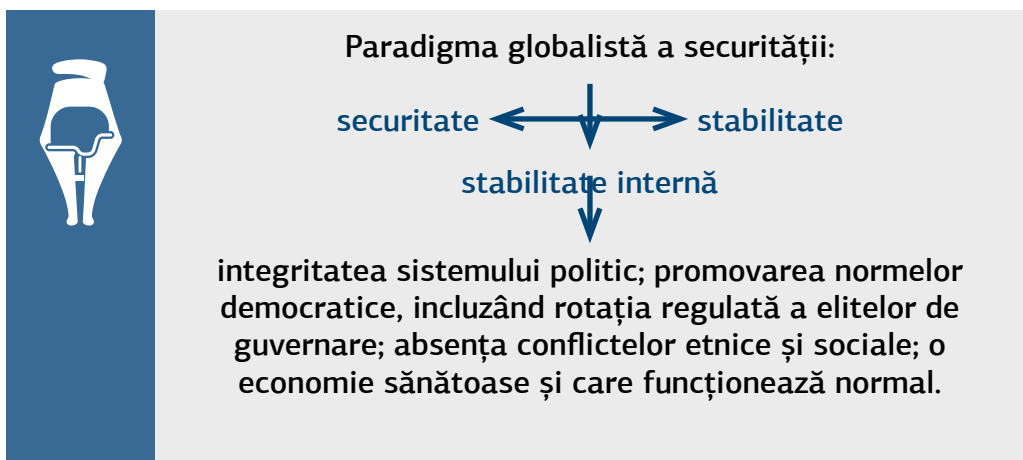 Paradigma globalistă a securității:
securitate stabilitate
stabilitate internă
integritatea sistemului politic; promovarea normelor
democratice, incluzând rotația regulată a elitelor de
guvernare; absența conflictelor etnice și sociale; o
economie sănătoase și care funcționează normal.